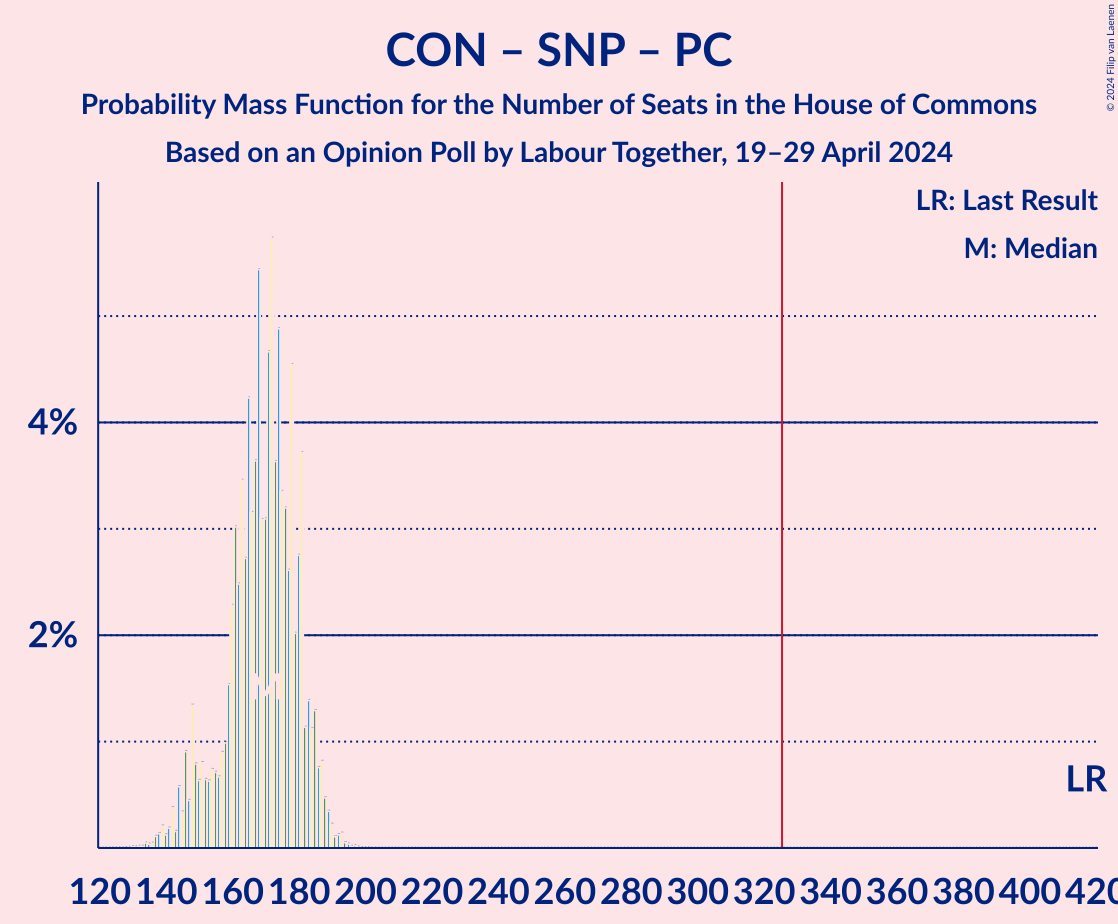 CON – SNP – PC
Probability Mass Function for the Number of Seats in the House of Commons
Based on an Opinion Poll by Labour Together, 19–29 April 2024
© 2024 Filip van Laenen
LR: Last Result
M: Median
4%
2%
LR
120 140 160 180 200 220 240 260 280 300 320 340 360 380 400 420